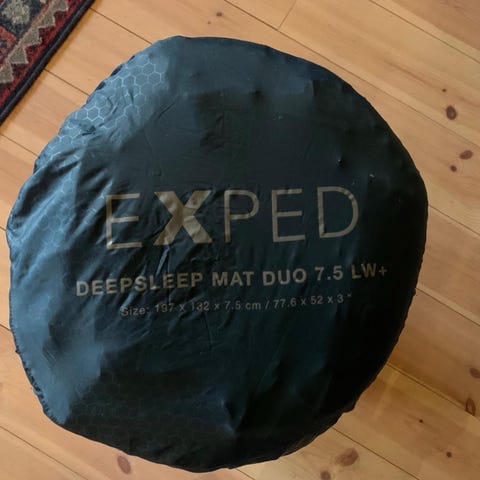 EXPED
DEEPSLEEP MAT DUO 7.5 LW+
Size: 197 x 132 x 7.5 cm / 77.6 x 52 x 3 "